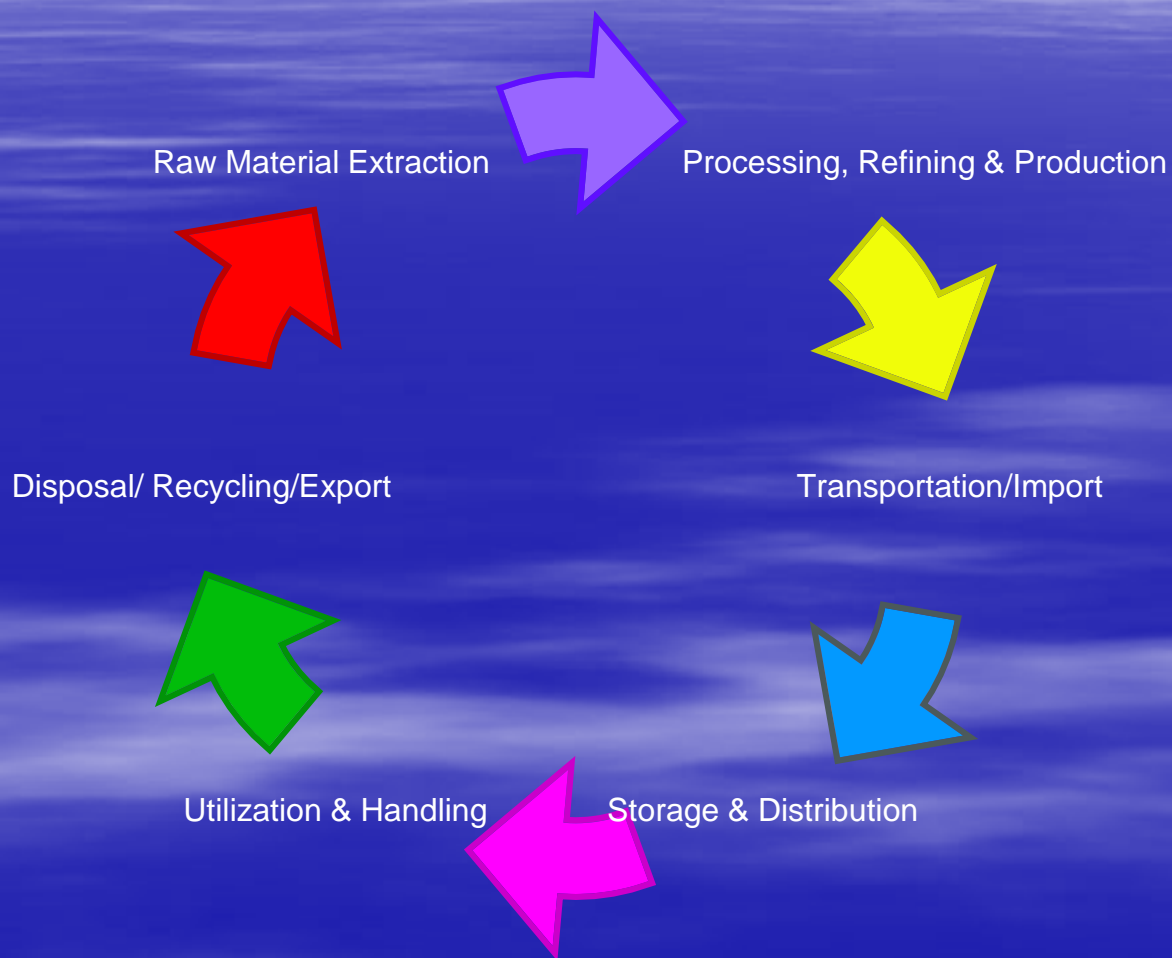 Raw Material Extraction
Processing, Refining & Production
Disposal/ Recycling/Export
Transportation/Import
Utilization & Handling
Storage & Distribution